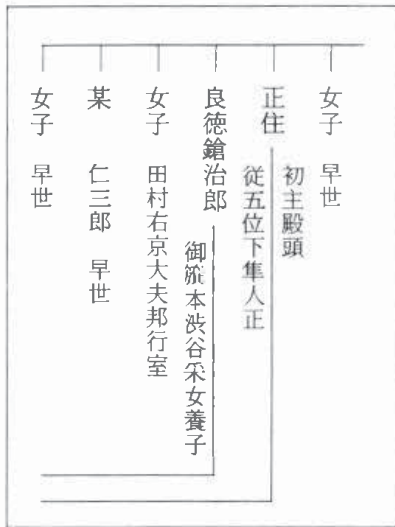 女子 早世
正住
初主殿頭
従五位下隼人正
良徳鎗治郎
御旗本渋谷采女養子
女子 田村右京大夫邦行室
某 仁三郎 早世
女子 早世